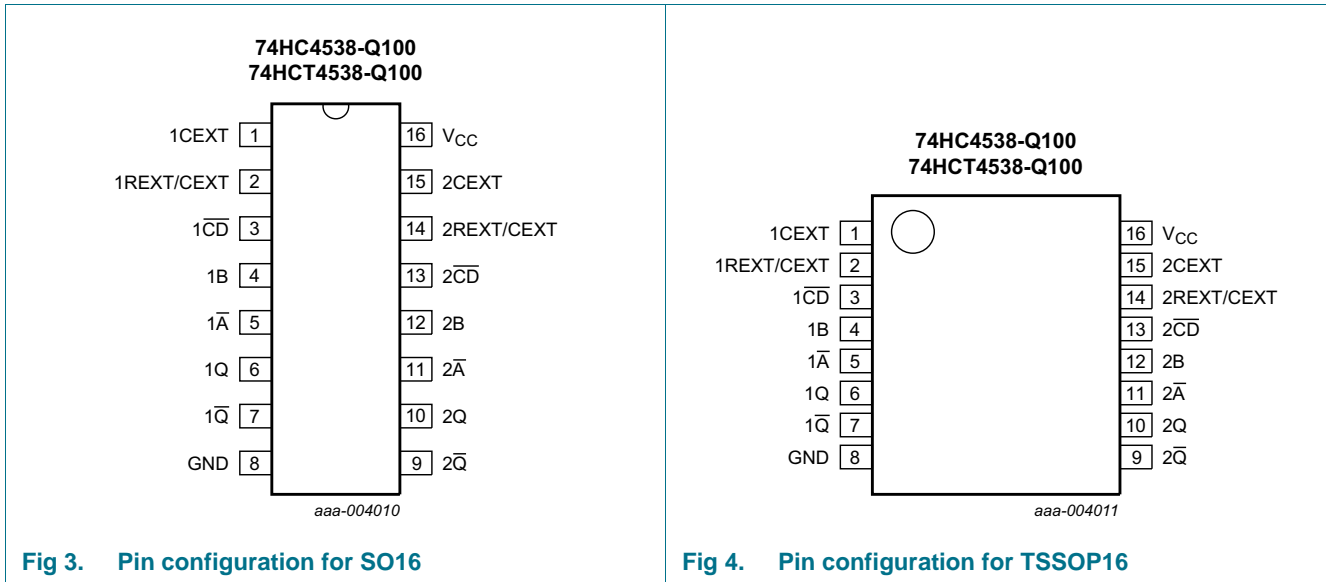 74HC4538-Q100
74HCT4538-Q100
1CEXT 1 16 VCC
1REXT/CEXT 2 15 2CEXT
1C̅D̅ 3 14 2REXT/CEXT
1B 4 13 2C̅D̅
1A̅ 5 12 2B
1Q 6 11 2A̅
1Q̅ 7 10 2Q
GND 8 9 2Q̅
aaa-004010
Fig 3. Pin configuration for SO16
74HC4538-Q100
74HCT4538-Q100
1CEXT 1 16 VCC
1REXT/CEXT 2 15 2CEXT
1C̅D̅ 3 14 2REXT/CEXT
1B 4 13 2C̅D̅
1A̅ 5 12 2B
1Q 6 11 2A̅
1Q̅ 7 10 2Q
GND 8 9 2Q̅
aaa-004011
Fig 4. Pin configuration for TSSOP16